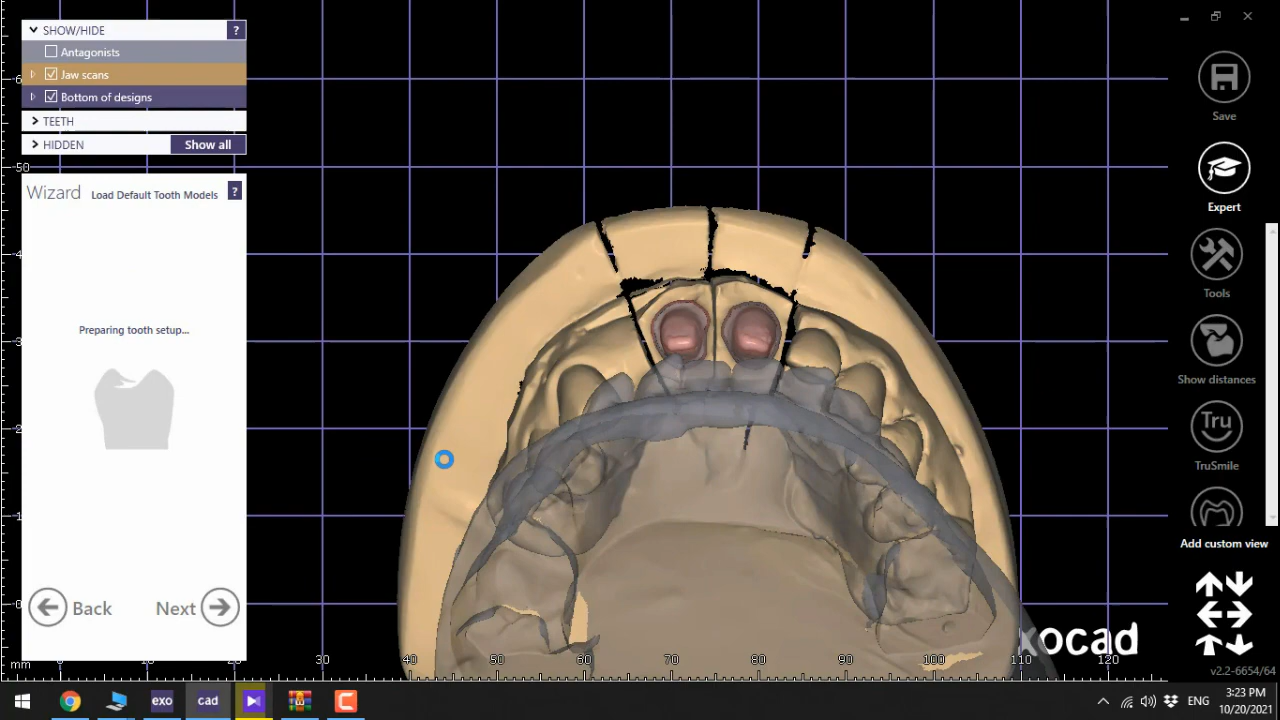 SHOW/HIDE ?
Antagonists
Jaw scans
Bottom of designs
TEETH
HIDDEN Show all
Wizard Load Default Tooth Models ?
Preparing tooth setup...
Back Next
Save
Expert
Tools
Show distances
Tru
TruSmile
Add custom view
50
mm 30 40 50 60 70 80 90 100 110 120
xocad
v2.2-6654/64
exo cad ENG
3:23 PM
10/20/2021